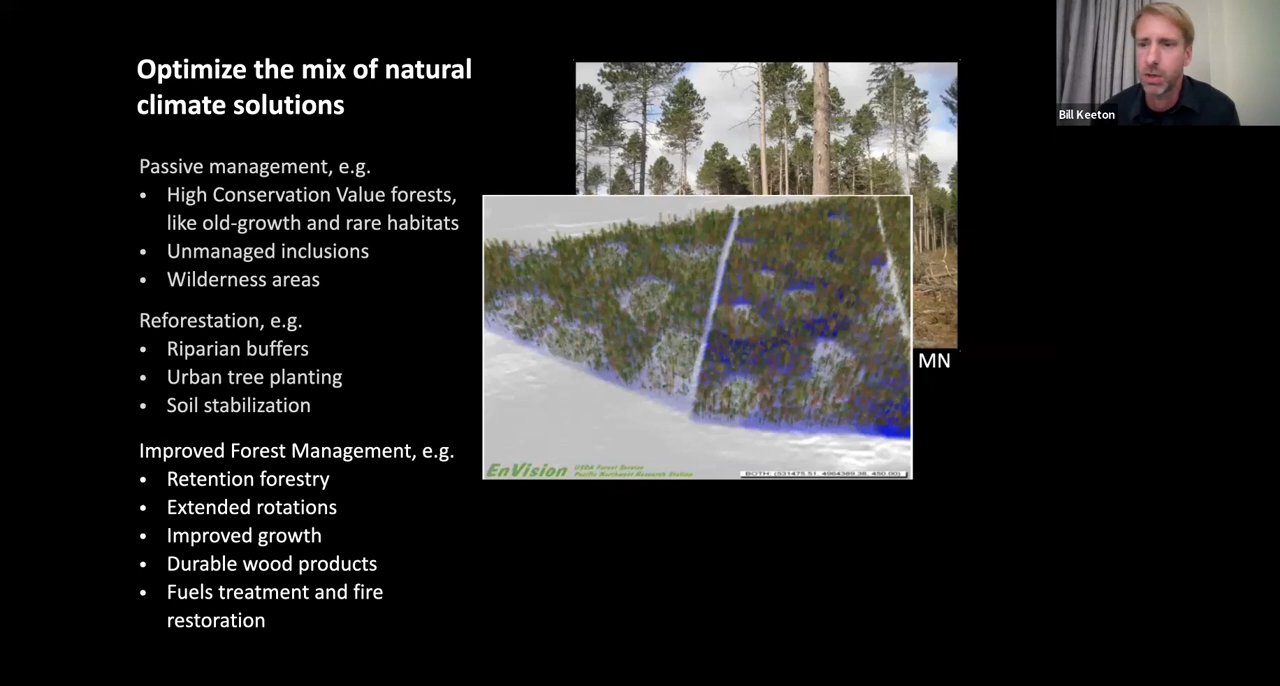 Optimize the mix of natural
climate solutions
Passive management, e.g.
• High Conservation Value forests,
like old-growth and rare habitats
• Unmanaged inclusions
• Wilderness areas
Reforestation, e.g.
• Riparian buffers
• Urban tree planting
• Soil stabilization
Improved Forest Management, e.g.
• Retention forestry
• Extended rotations
• Improved growth
• Durable wood products
• Fuels treatment and fire
restoration
MN
EnVision
USDA Forest Service
Pacific Northwest Research Station
Bill Keeton